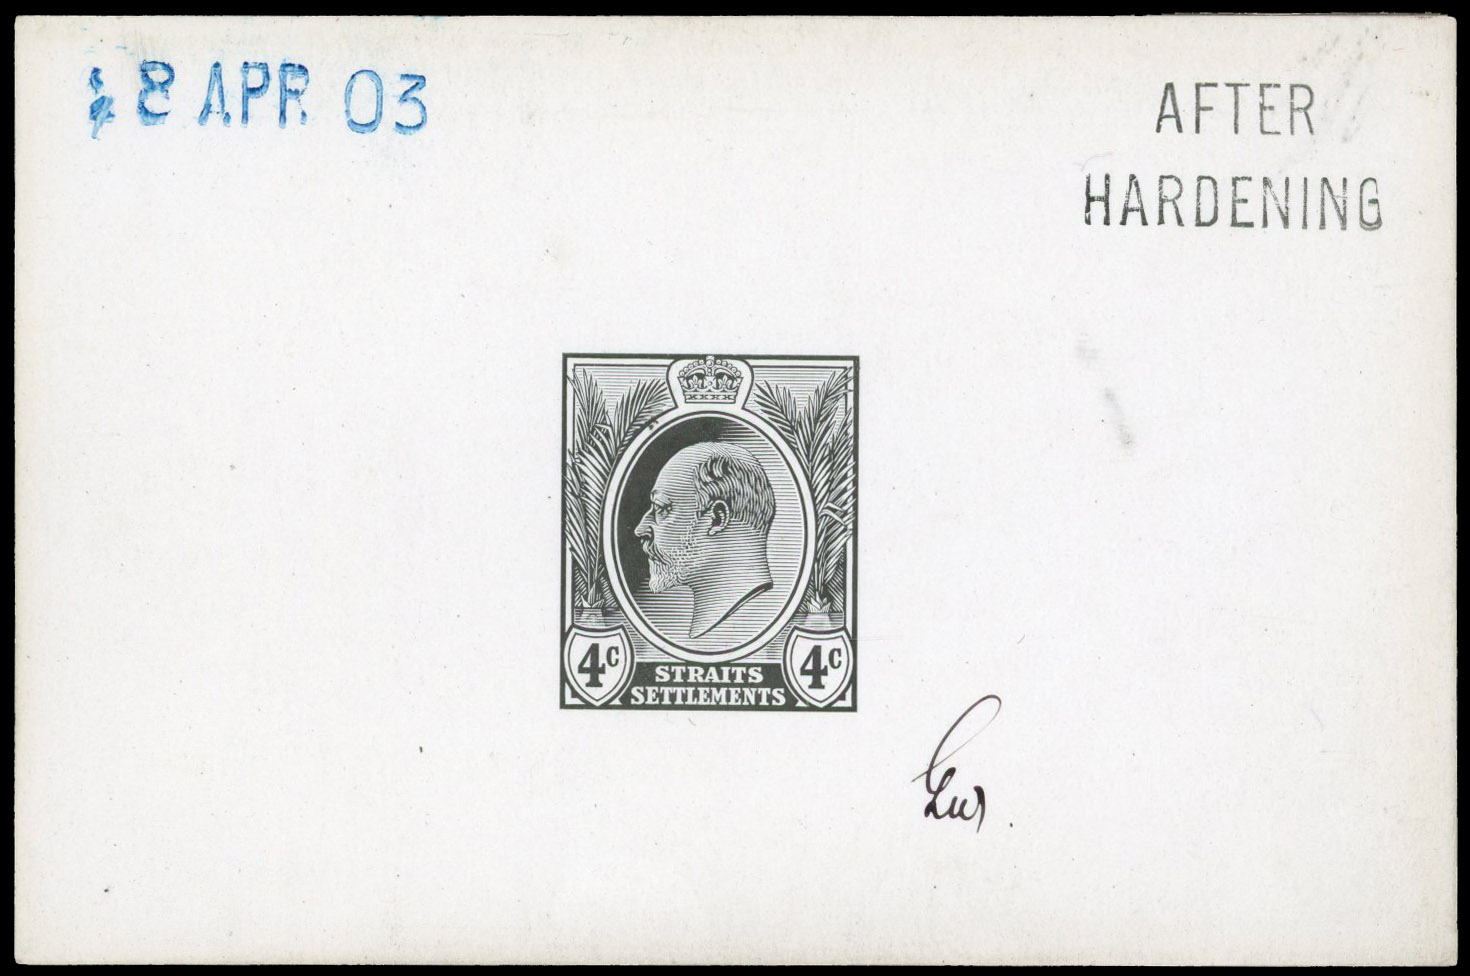 8 APR 03
AFTER
HARDENING
4c
4c
STRAITS
SETTLEMENTS